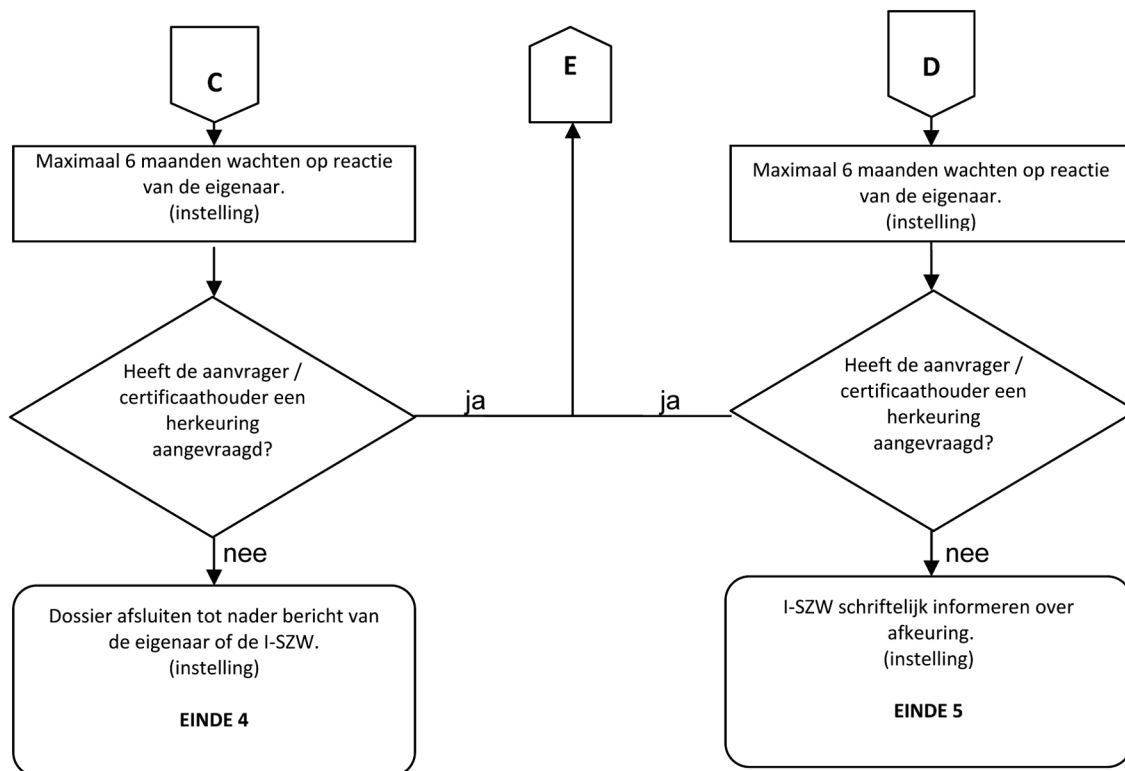 C
Maximaal 6 maanden wachten op reactie
van de eigenaar.
(instelling)
Heeft de aanvrager /
certificaathouder een
herkeuring
aangevraagd?
ja
nee
Dossier afsluiten tot nader bericht van
de eigenaar of de I-SZW.
(instelling)
EINDE 4
E
D
Maximaal 6 maanden wachten op reactie
van de eigenaar.
(instelling)
Heeft de aanvrager /
certificaathouder een
herkeuring
aangevraagd?
ja
nee
I-SZW schriftelijk informeren over
afkeuring.
(instelling)
EINDE 5